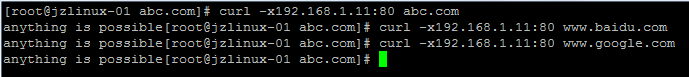 [root@jzlinux-01 abc.com]# curl -x192.168.1.11:80 abc.com
anything is possible[root@jzlinux-01 abc.com]# curl -x192.168.1.11:80 www.baidu.com
anything is possible[root@jzlinux-01 abc.com]# curl -x192.168.1.11:80 www.google.com
anything is possible[root@jzlinux-01 abc.com]#